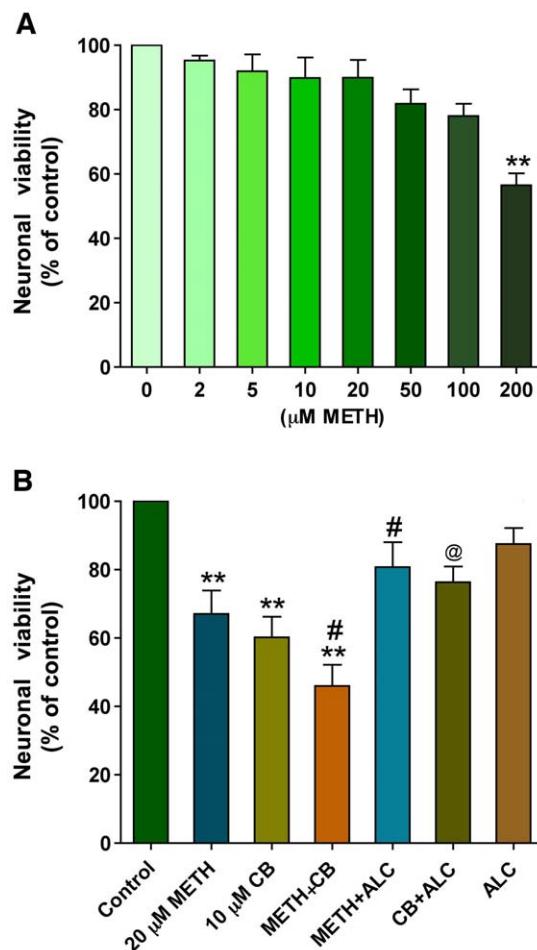 A
Neuronal viability
(% of control)
100
80
60
40
20
0
**
0 2 5 10 20 50 100 200
(μM METH)
B
Neuronal viability
(% of control)
100
80
60
40
20
0
**
**
#
**
#
@
Control
20 μM METH
10 μM CB
METH+CB
METH+ALC
CB+ALC
ALC